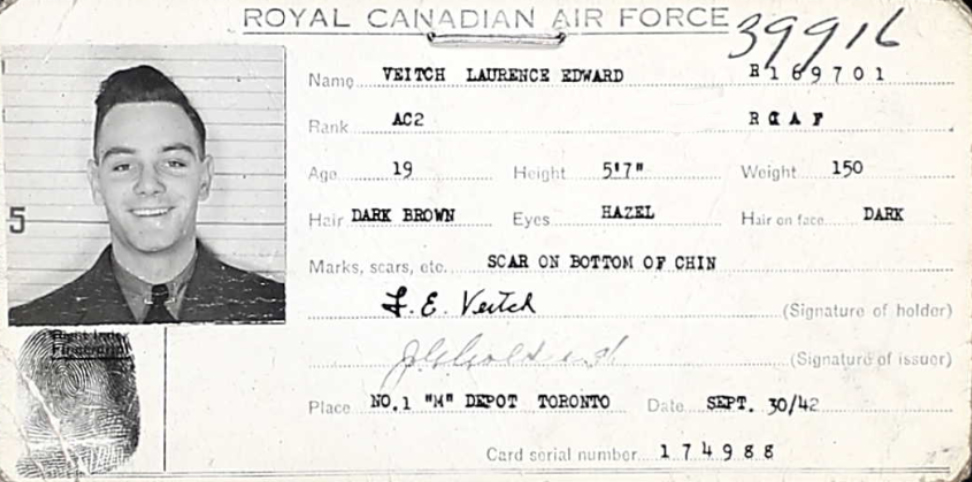 ROYAL CANADIAN AIR FORCE 39916
Name VEITCH LAURENCE EDWARD R169701
Rank AC2 RCAF
Age 19 Height 5'7" Weight 150
Hair DARK BROWN Eyes HAZEL Hair on face DARK
Marks, scars, etc. SCAR ON BOTTOM OF CHIN
5
L. E. Veitch (Signature of holder)
(Signature of issuer)
Right Index
Fingerprint
Place NO.1 "M" DEPOT TORONTO Date SEPT. 30/42
Card serial number 174988